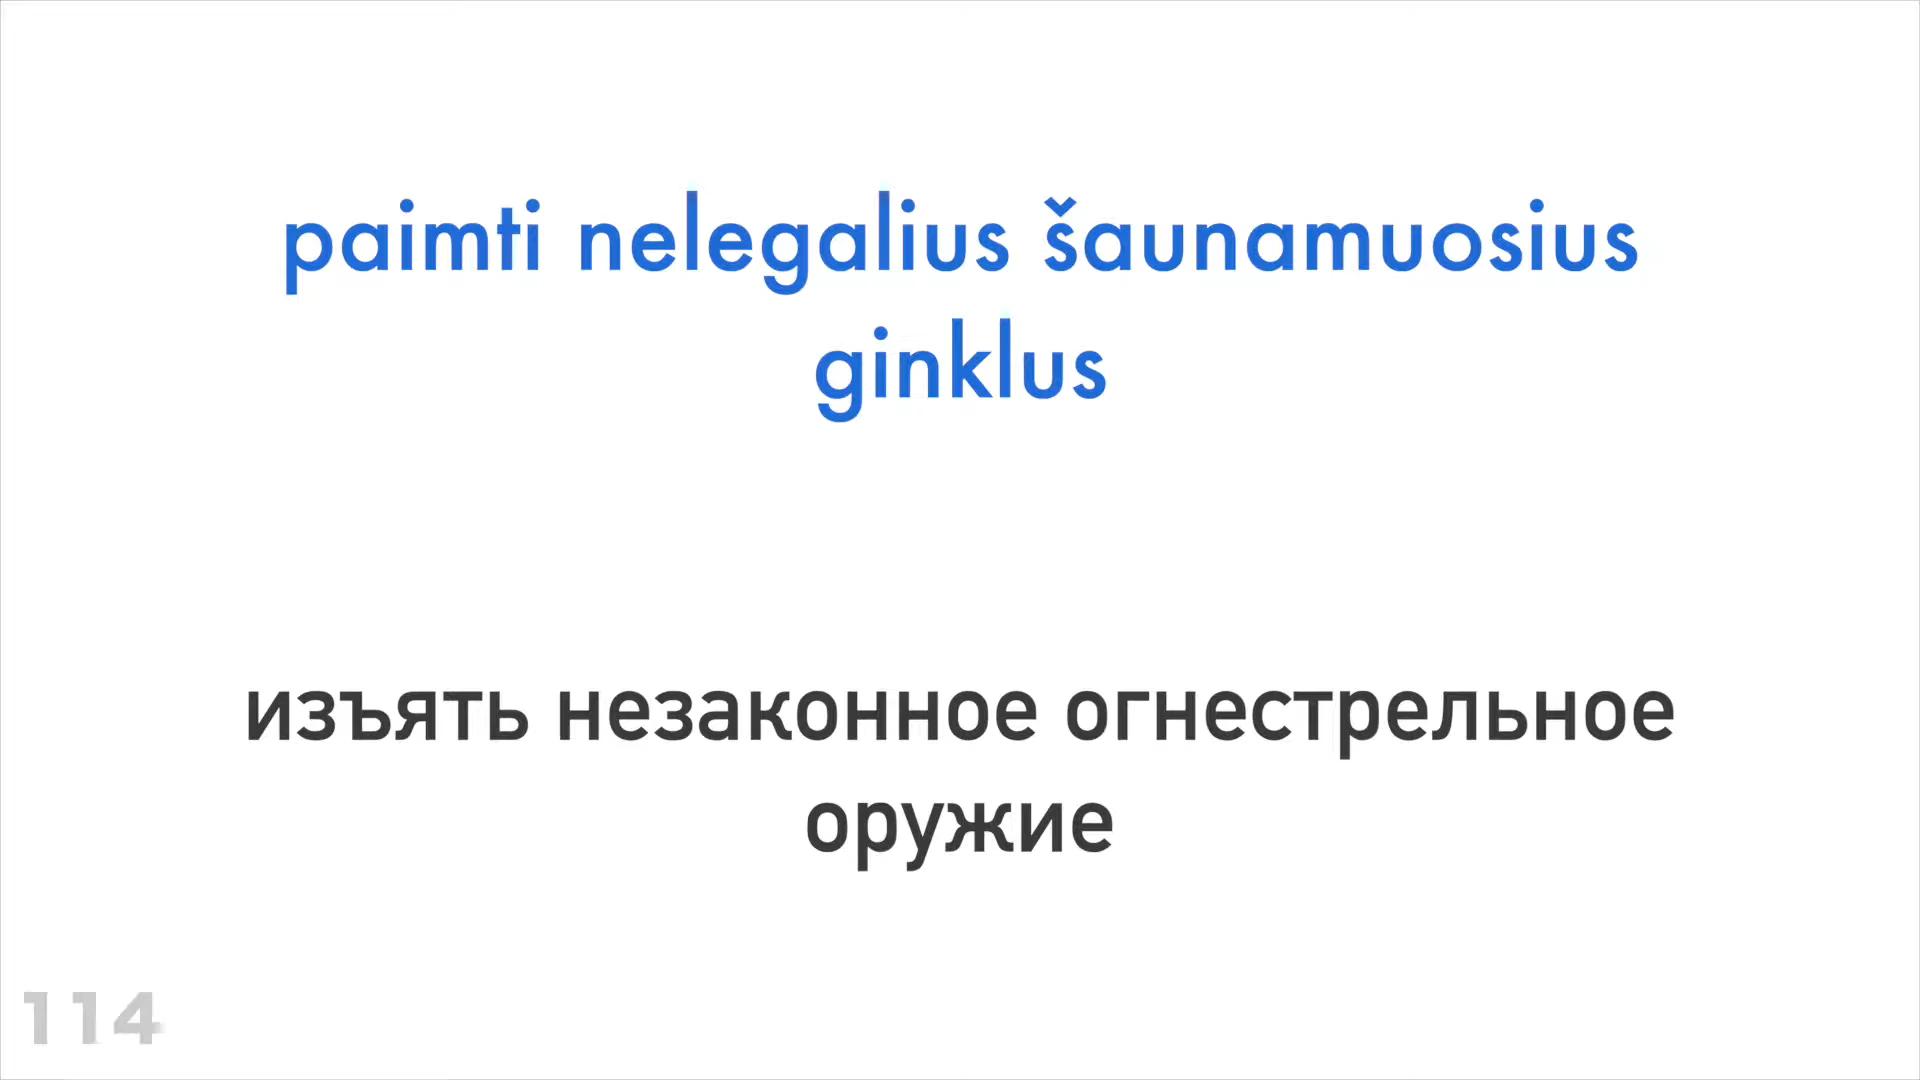 paimti nelegalius šaunamuosius
ginklus
изъять незаконное огнестрельное
оружие
114